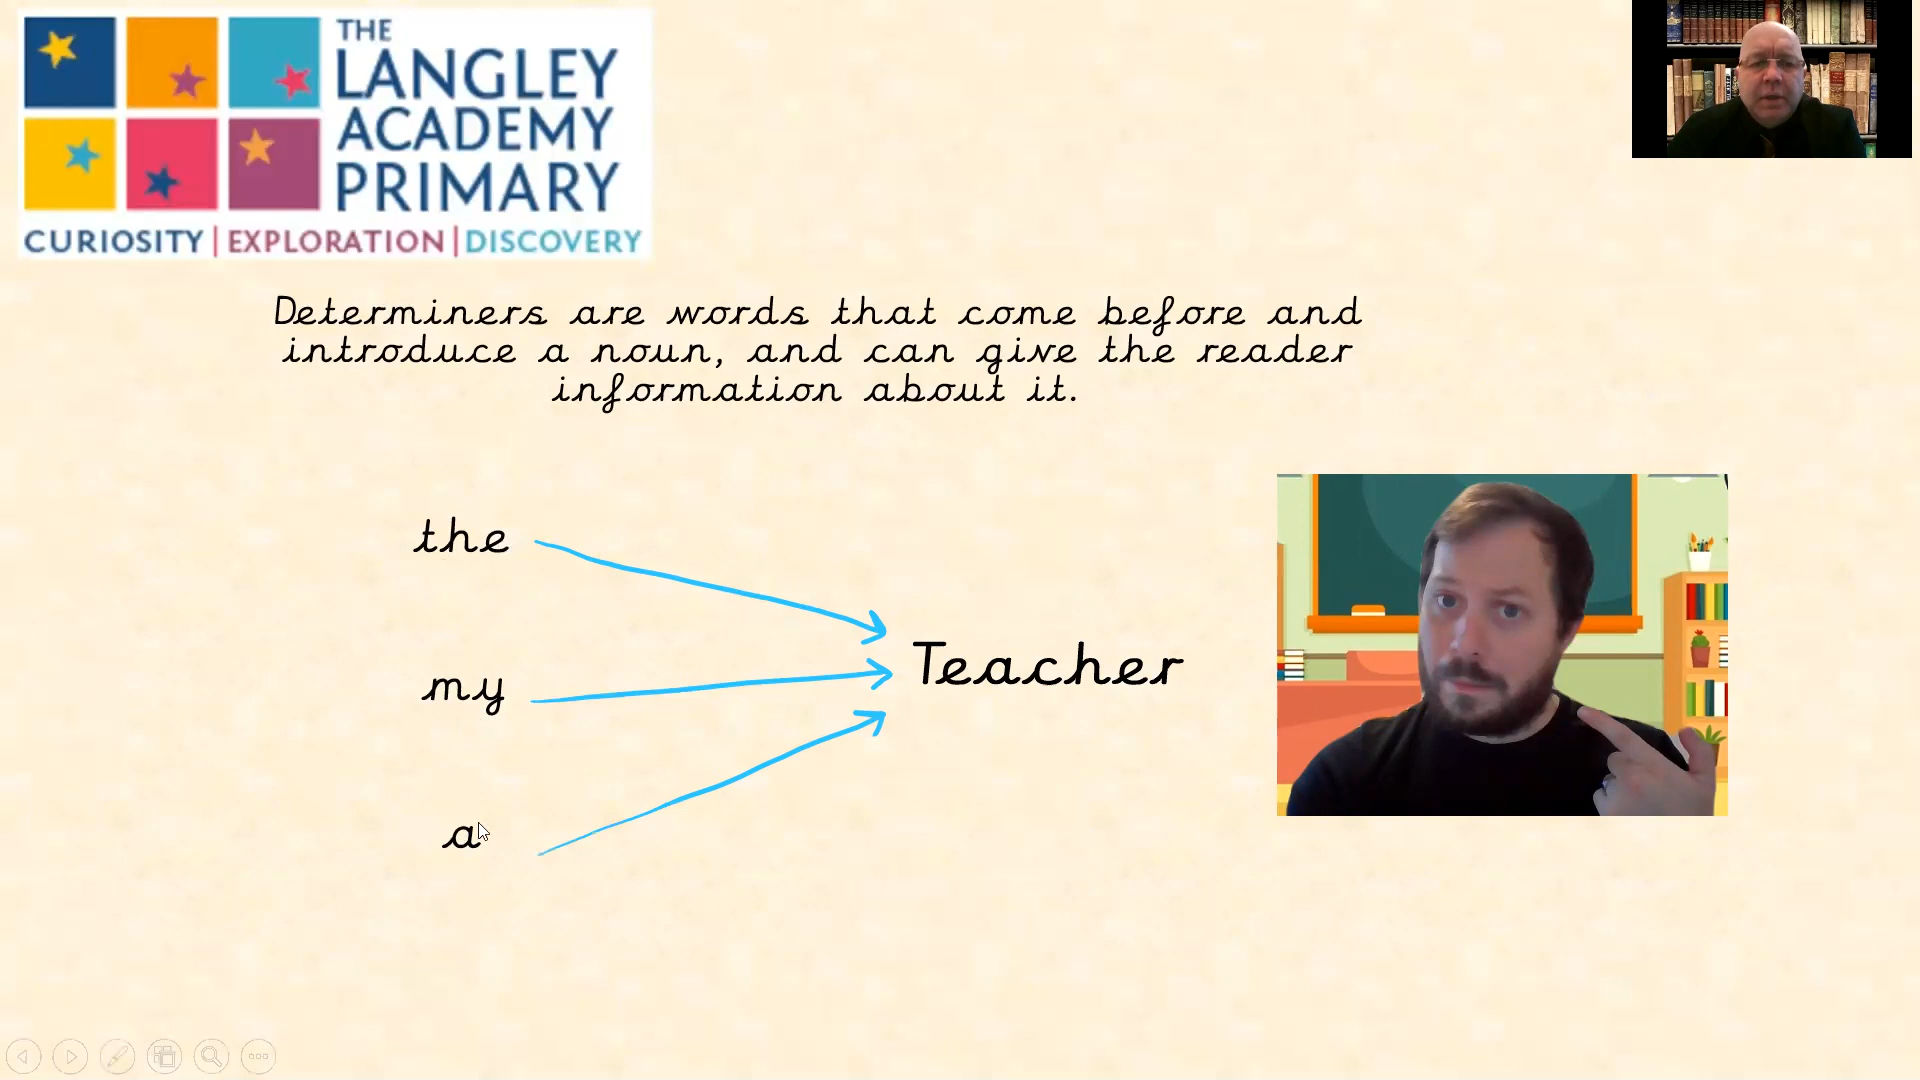 THE
LANGLEY
ACADEMY
PRIMARY
CURIOSITY | EXPLORATION | DISCOVERY
Determiners are words that come before and
introduce a noun, and can give the reader
information about it.
the
my
a
Teacher